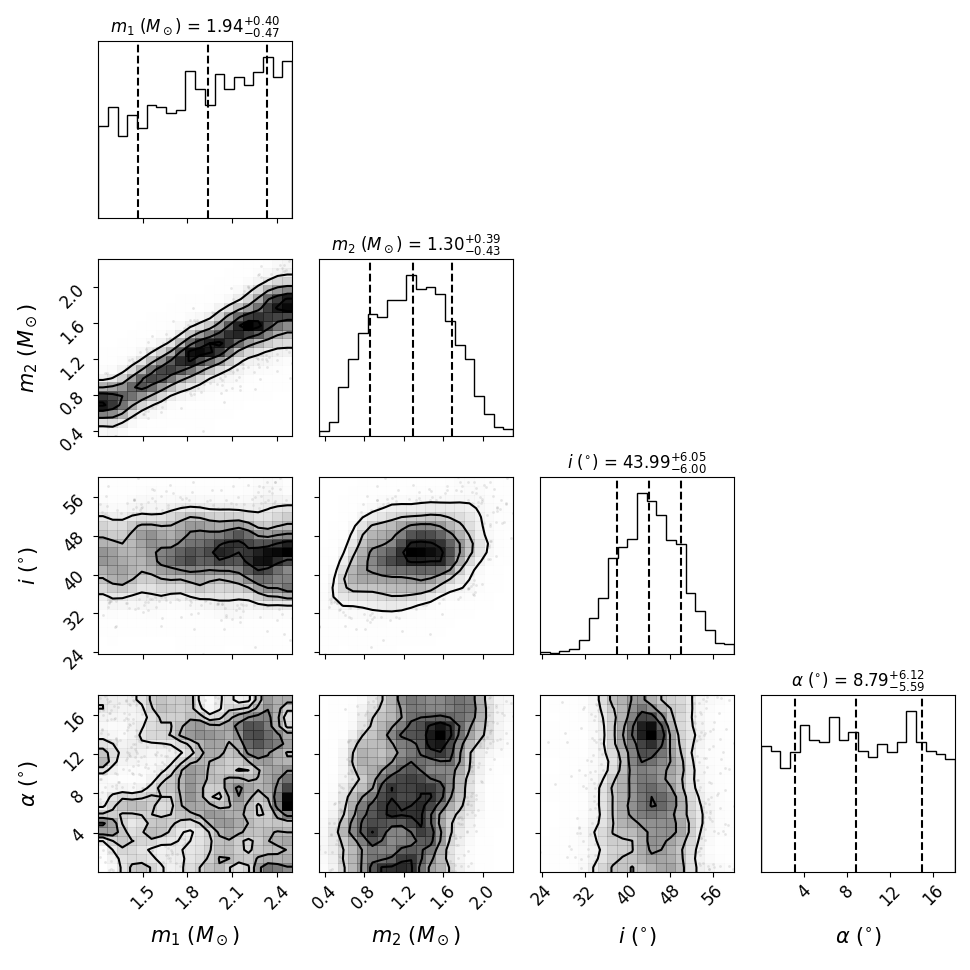 m₁ (M⊙) = 1.94⁺⁰·⁴⁰₋₀.₄₇
m₂ (M⊙) = 1.30⁺⁰·³⁹₋₀.₄₃
2.0
1.6
1.2
0.8
0.4
m₂ (M⊙)
i (°) = 43.99⁺⁶·⁰⁵₋₆.₀₀
56
48
40
32
24
i (°)
α (°) = 8.79⁺⁶·¹²₋₅.₅₉
16
12
8
4
α (°)
1.5 1.8 2.1 2.4
0.4 0.8 1.2 1.6 2.0
24 32 40 48 56
4 8 12 16
m₁ (M⊙)
m₂ (M⊙)
i (°)
α (°)